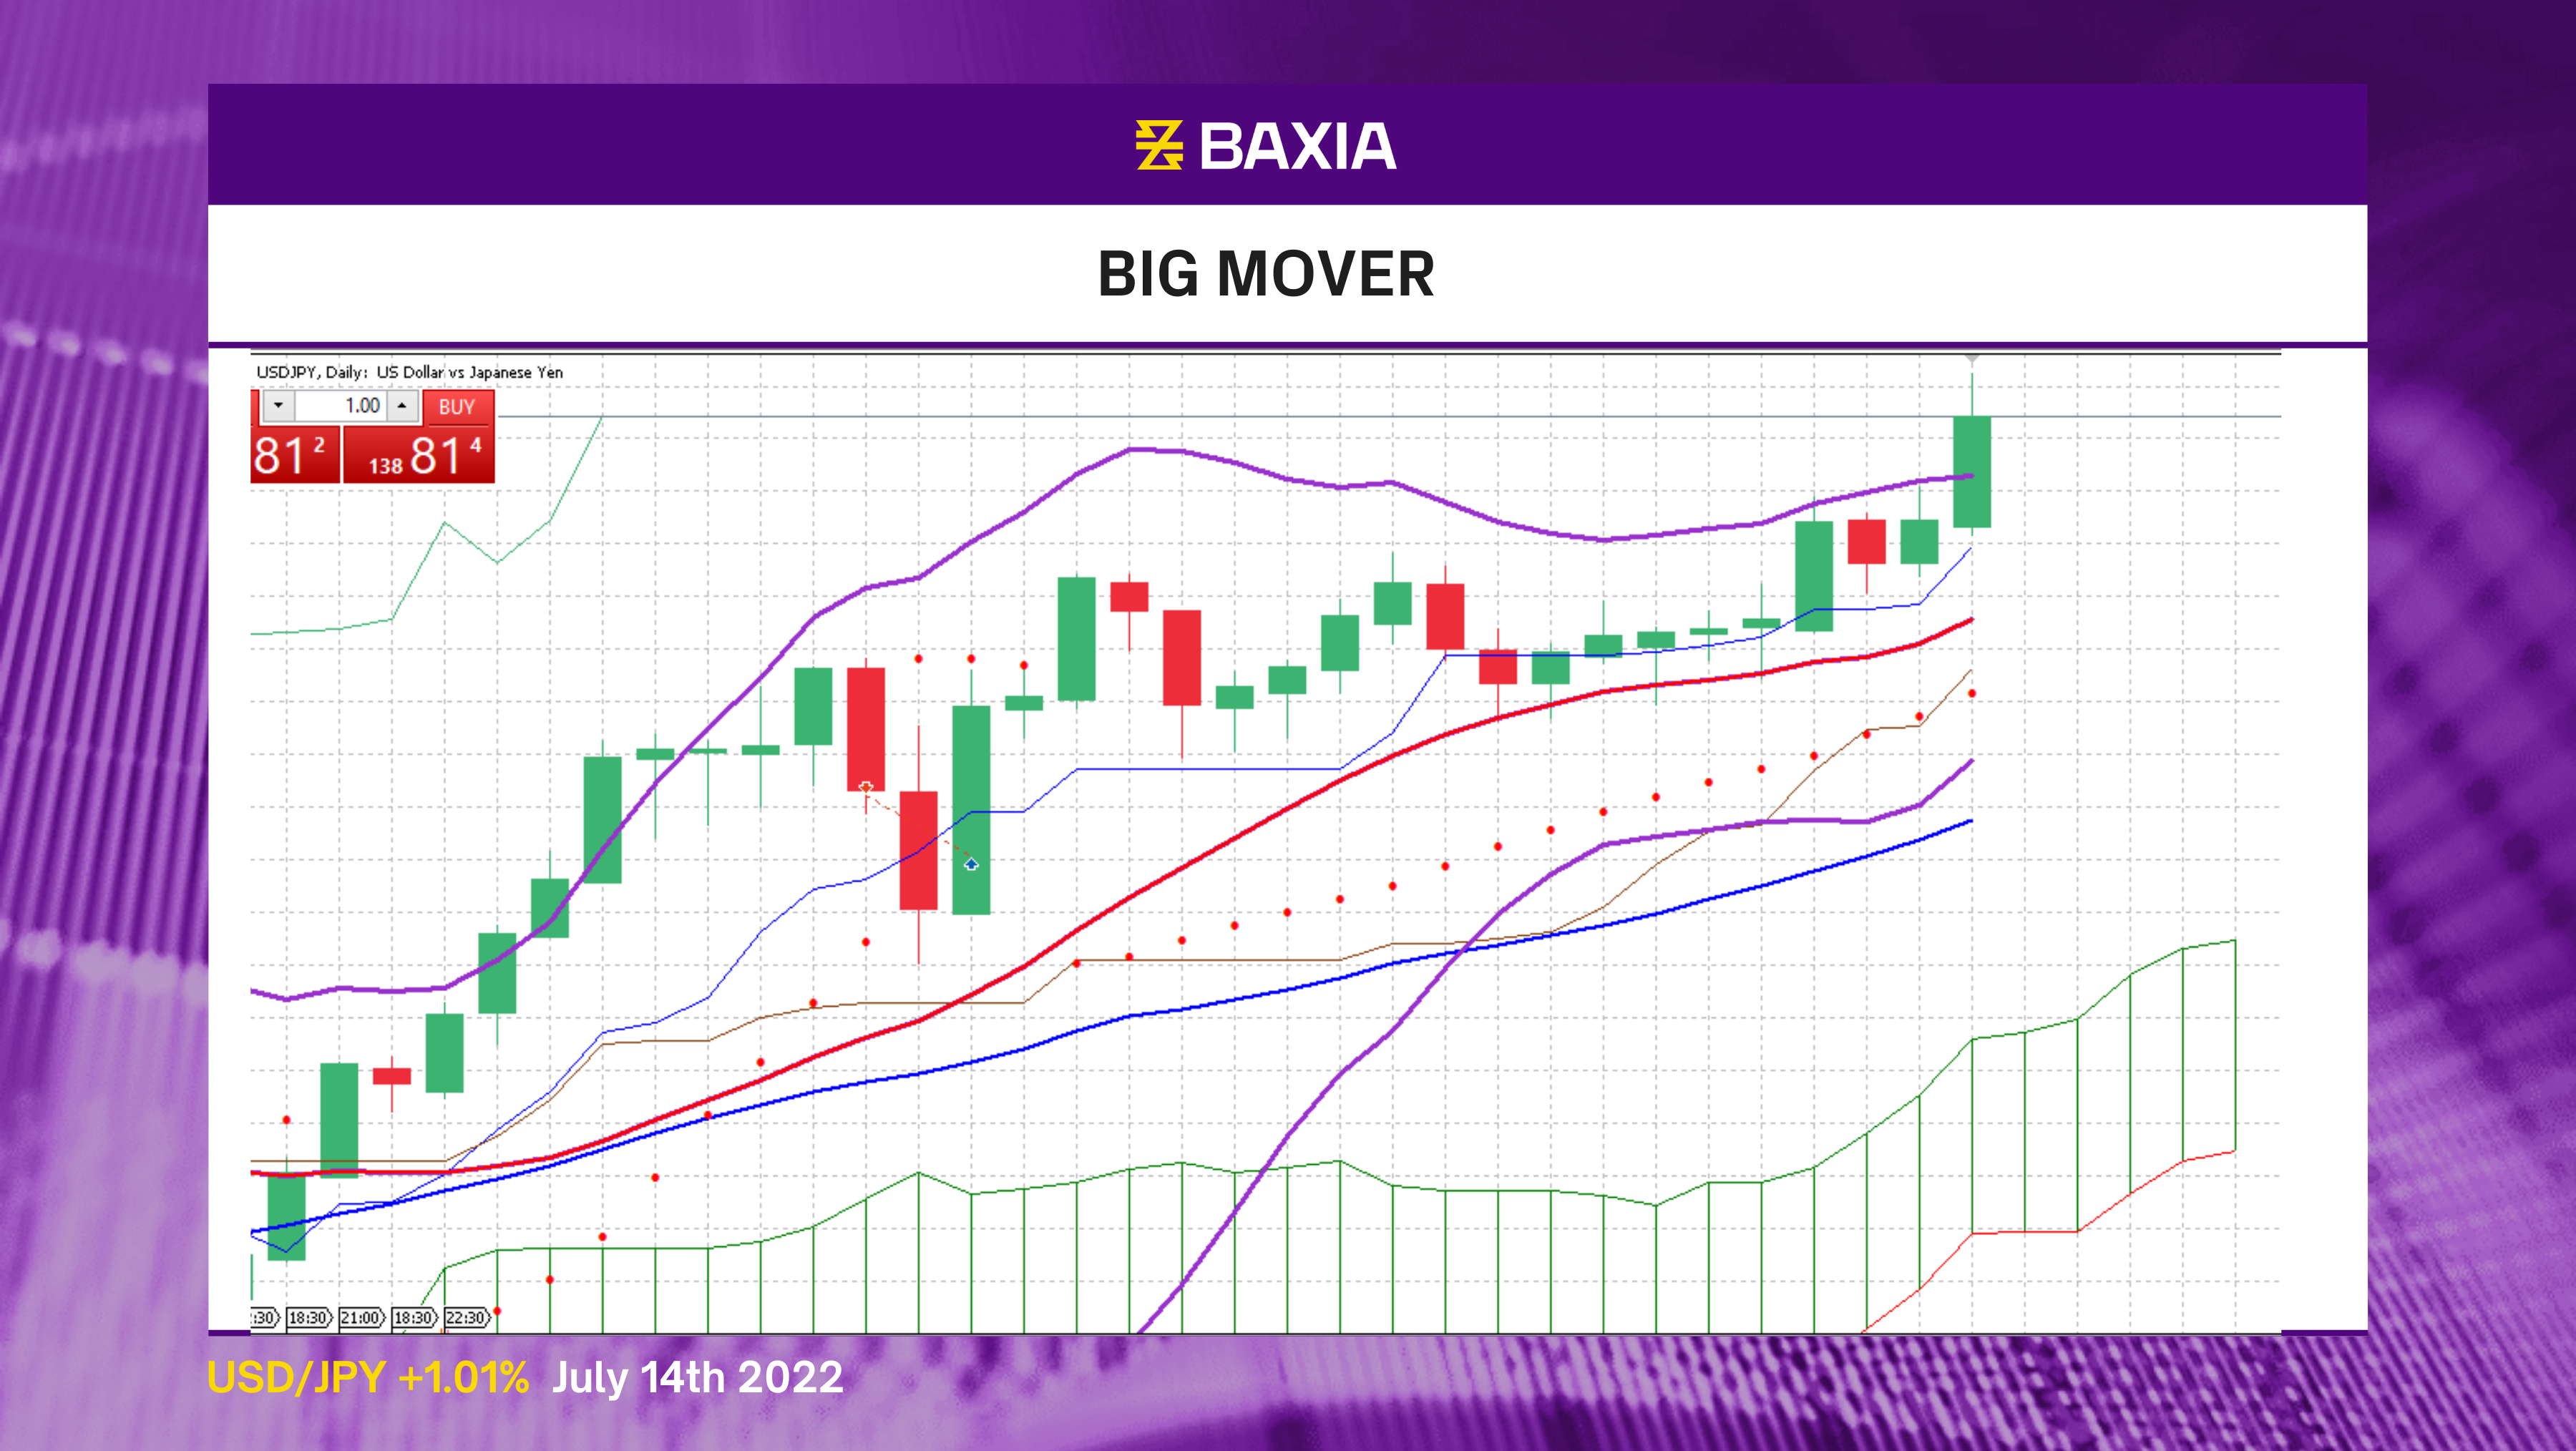 BAXIA
BIG MOVER
USDJPY, Daily: US Dollar vs Japanese Yen
1.00 BUY
81 2 138 81 4
:30 18:30 21:00 18:30 22:30
USD/JPY +1.01% July 14th 2022